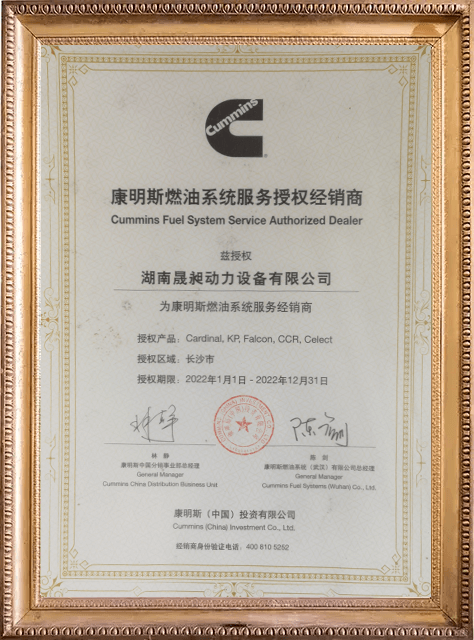 Cummins
康明斯燃油系统服务授权经销商
Cummins Fuel System Service Authorized Dealer
兹授权
湖南晟昶动力设备有限公司
为康明斯燃油系统服务经销商
授权产品：Cardinal, KP, Falcon, CCR, Celect
授权区域：长沙市
授权期限：2022年1月1日 - 2022年12月31日
林静
康明斯中国分销事业部总经理
General Manager
Cummins China Distribution Business Unit
General Manager
康明斯燃油系统（武汉）有限公司总经理
Cummins Fuel Systems (Wuhan) Co., Ltd.
康明斯（中国）投资有限公司
Cummins (China) Investment Co., Ltd.
经销商身份验证电话：400 810 5252